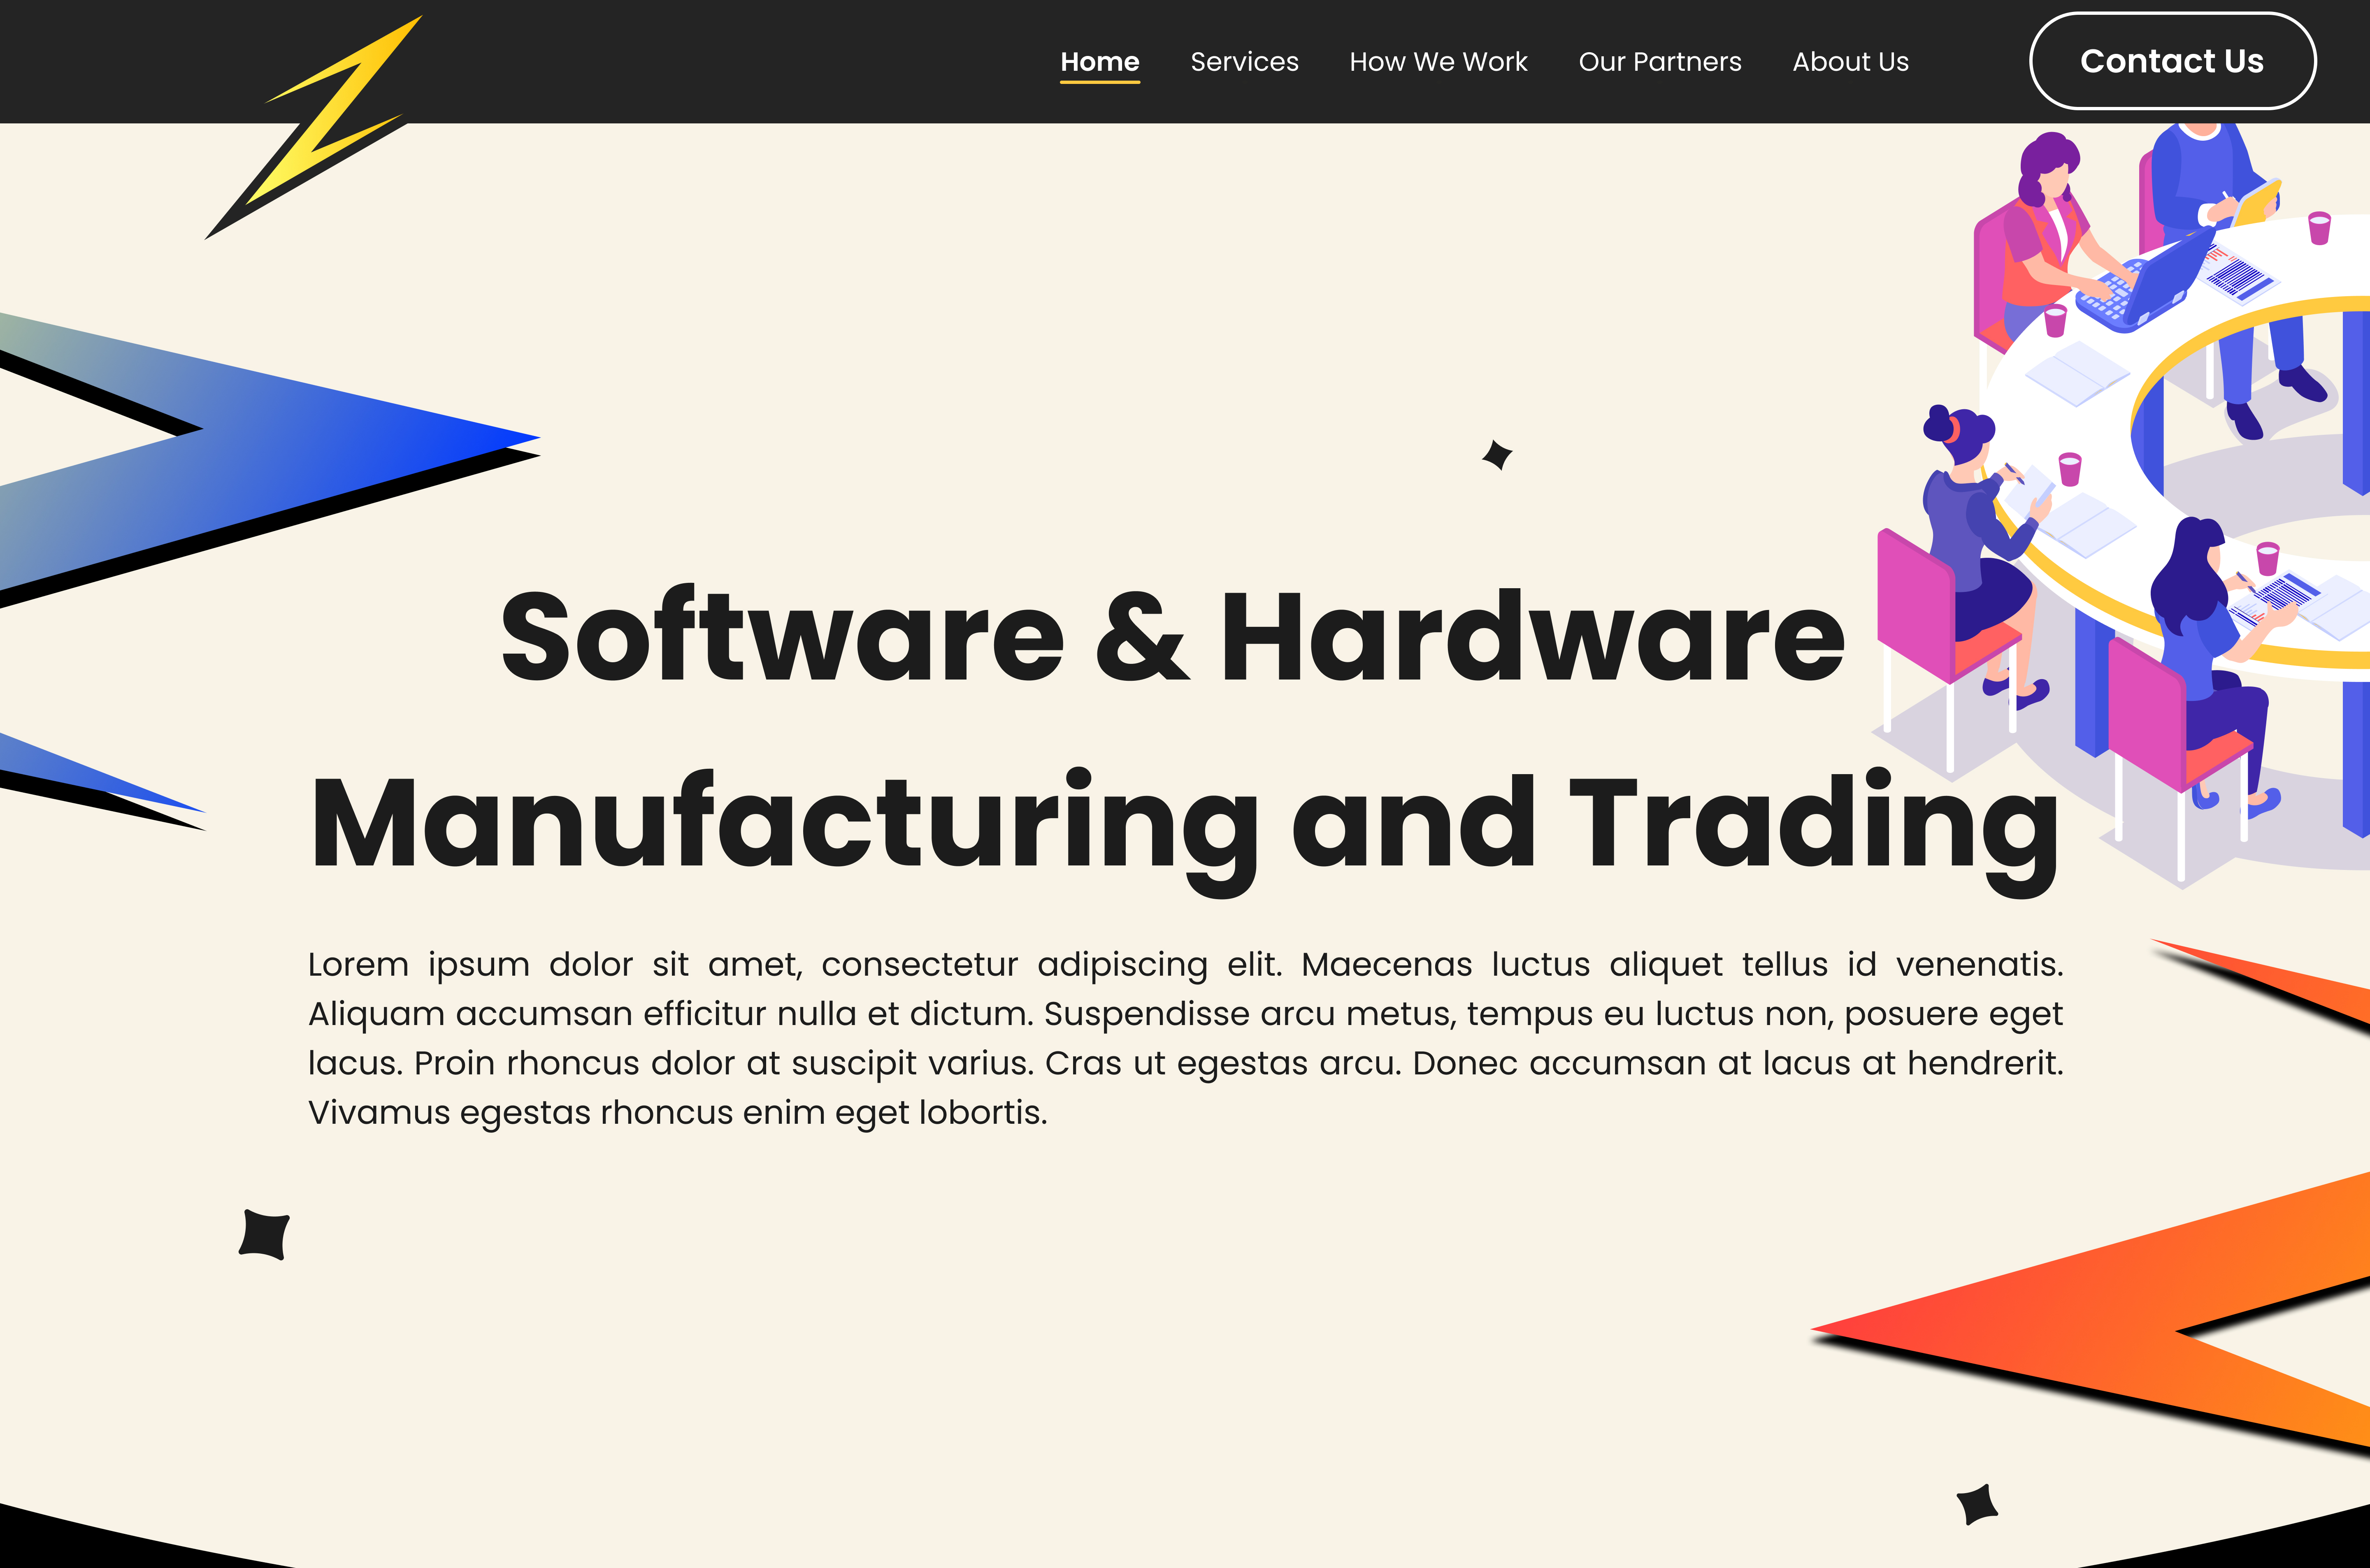 Home Services How We Work Our Partners About Us Contact Us
Software & Hardware
Manufacturing and Trading
Lorem ipsum dolor sit amet, consectetur adipiscing elit. Maecenas luctus aliquet tellus id venenatis.
Aliquam accumsan efficitur nulla et dictum. Suspendisse arcu metus, tempus eu luctus non, posuere eget
lacus. Proin rhoncus dolor at suscipit varius. Cras ut egestas arcu. Donec accumsan at lacus at hendrerit.
Vivamus egestas rhoncus enim eget lobortis.